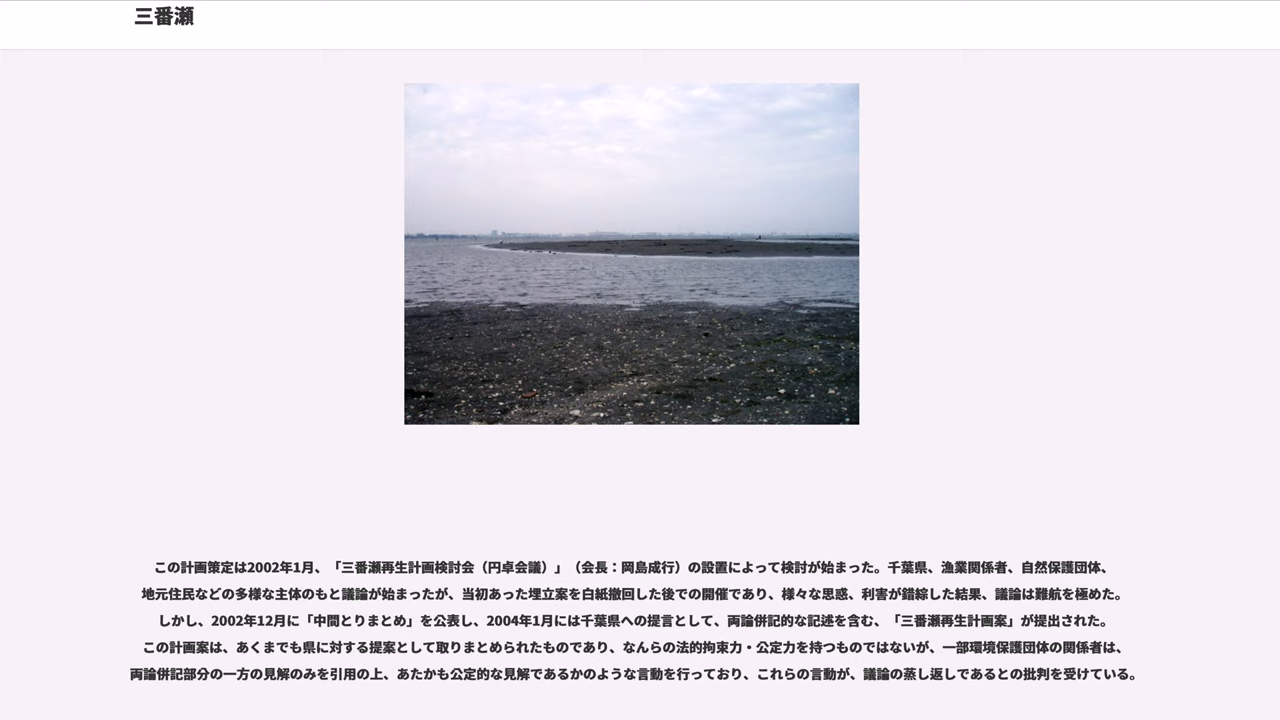 三番瀬
この計画策定は2002年1月、「三番瀬再生計画検討会（円卓会議）」（会長：岡島成行）の設置によって検討が始まった。千葉県、漁業関係者、自然保護団体、
地元住民などの多様な主体のもと議論が始まったが、当初あった埋立案を白紙撤回した後での開催であり、様々な思惑、利害が錯綜した結果、議論は難航を極めた。
しかし、2002年12月に「中間とりまとめ」を公表し、2004年1月には千葉県への提言として、両論併記的な記述を含む、「三番瀬再生計画案」が提出された。
この計画案は、あくまでも県に対する提案として取りまとめられたものであり、なんらの法的拘束力・公定力を持つものではないが、一部環境保護団体の関係者は、
両論併記部分の一方の見解のみを引用の上、あたかも公定的な見解であるかのような言動を行っており、これらの言動が、議論の蒸し返しであるとの批判を受けている。